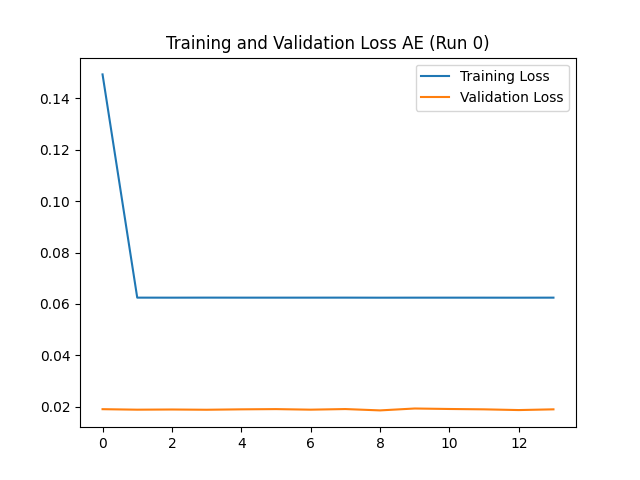 Training and Validation Loss AE (Run 0)
Training Loss
Validation Loss
0.14
0.12
0.10
0.08
0.06
0.04
0.02
0 2 4 6 8 10 12